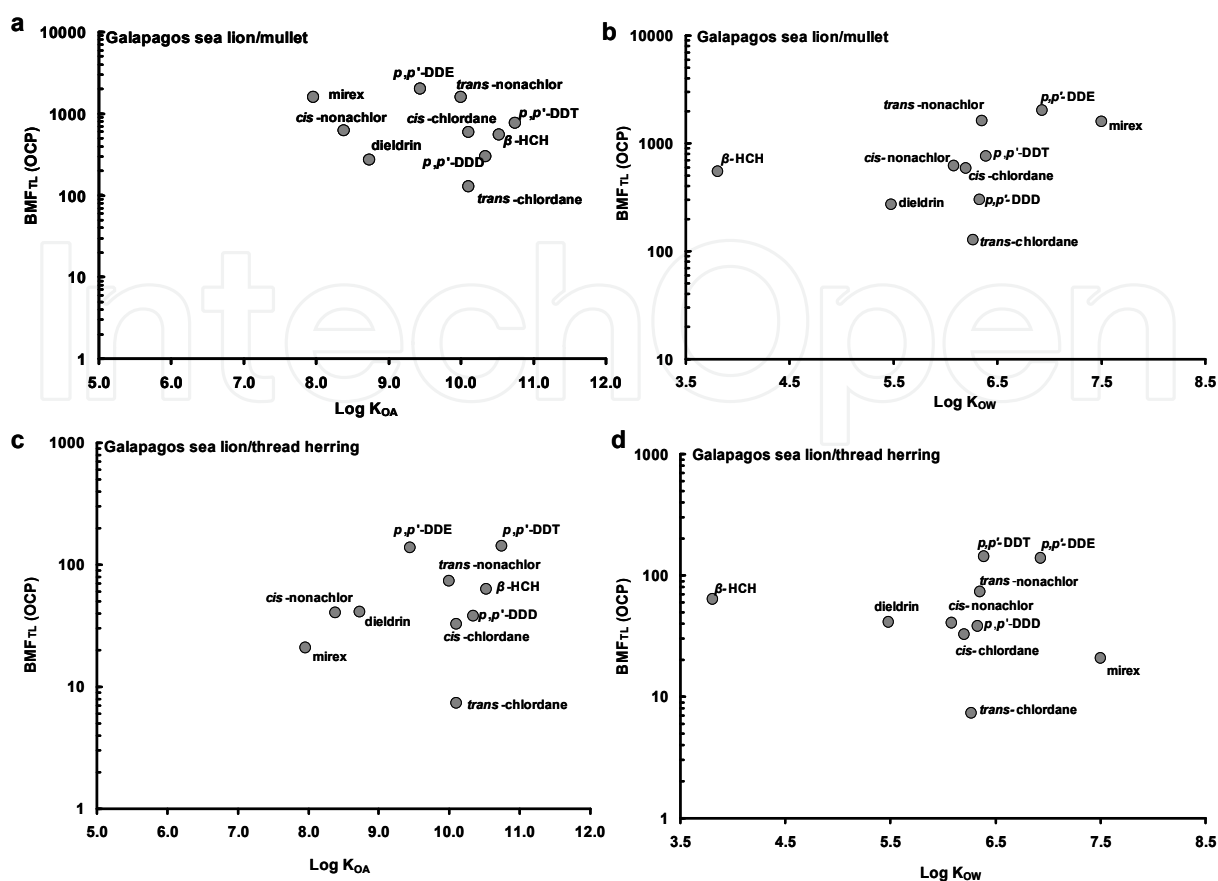 a
Galapagos sea lion/mullet
10000
1000
100
10
1
BMFTL (OCP)
p,p'-DDE
trans-nonachlor
mirex
cis-nonachlor
cis-chlordane
p,p'-DDT
β-HCH
dieldrin
p,p'-DDD
trans-chlordane
5.0 6.0 7.0 8.0 9.0 10.0 11.0 12.0
Log KOA
b
Galapagos sea lion/mullet
10000
1000
100
10
BMFTL (OCP)
trans-nonachlor
p,p'-DDE
mirex
β-HCH
cis-nonachlor
p,p'-DDT
cis-chlordane
dieldrin
p,p'-DDD
trans-chlordane
3.5 4.5 5.5 6.5 7.5 8.5
Log KOW
IntechOpen
c
Galapagos sea lion/thread herring
1000
100
10
1
BMFTL (OCP)
p,p'-DDE
p,p'-DDT
trans-nonachlor
β-HCH
cis-nonachlor
dieldrin
p,p'-DDD
cis-chlordane
mirex
trans-chlordane
5.0 6.0 7.0 8.0 9.0 10.0 11.0 12.0
Log KOA
d
Galapagos sea lion/thread herring
1000
100
10
1
BMFTL (OCP)
p,p'-DDT
p,p'-DDE
trans-nonachlor
β-HCH
dieldrin
cis-nonachlor
p,p'-DDD
cis-chlordane
mirex
trans-chlordane
3.5 4.5 5.5 6.5 7.5 8.5
Log KOW